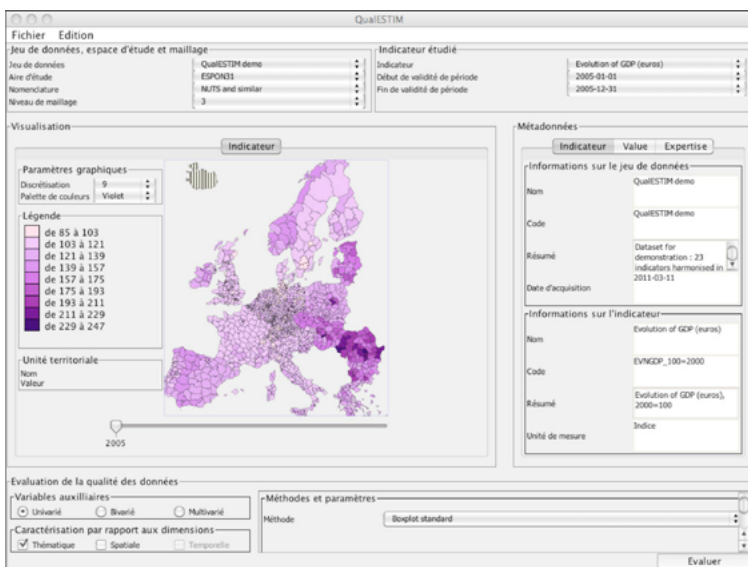 QualESTIM
Fichier Edition
Jeu de données, espace d'étude et maillage
Jeu de données QualESTIM demo
Aire d'étude ESPON31
Nomenclature NUTS and similar
Niveau de maillage 3
Indicateur étudié
Indicateur Evolution of GDP (euros)
Début de validité de période 2005-01-01
Fin de validité de période 2005-12-31
Visualisation
Indicateur
Paramètres graphiques
Discrétisation 9
Palette de couleurs Violet
Légende
de 85 à 103
de 103 à 121
de 121 à 139
de 139 à 157
de 157 à 175
de 175 à 193
de 193 à 211
de 211 à 229
de 229 à 247
Unité territoriale
Nom
Valeur
2005
Métadonnées
Indicateur Value Expertise
Informations sur le jeu de données
Nom QualESTIM demo
Code QualESTIM demo
Résumé Dataset for
demonstration : 23
indicators harmonised in
2011-03-11
Date d'acquisition
Informations sur l'indicateur
Nom Evolution of GDP (euros)
Code EVNGDP_100=2000
Résumé Evolution of GDP (euros),
2000=100
Unité de mesure Indice
Evaluation de la qualité des données
Variables auxilliaires
Univarié Bivarié Multivarié
Caractérisation par rapport aux dimensions
Thématique Spatiale Temporelle
Méthodes et paramètres
Méthode Boxplot standard
Evaluer